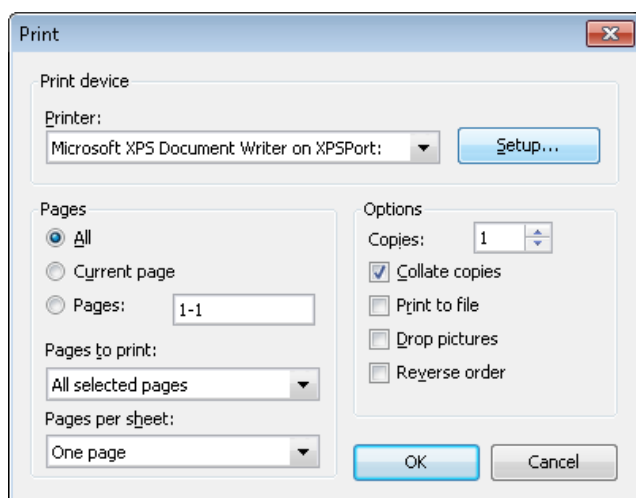 Print
Print device
Printer:
Microsoft XPS Document Writer on XPSPort:
Setup...
Pages
All
Current page
Pages: 1-1
Pages to print:
All selected pages
Pages per sheet:
One page
Options
Copies: 1
Collate copies
Print to file
Drop pictures
Reverse order
OK
Cancel